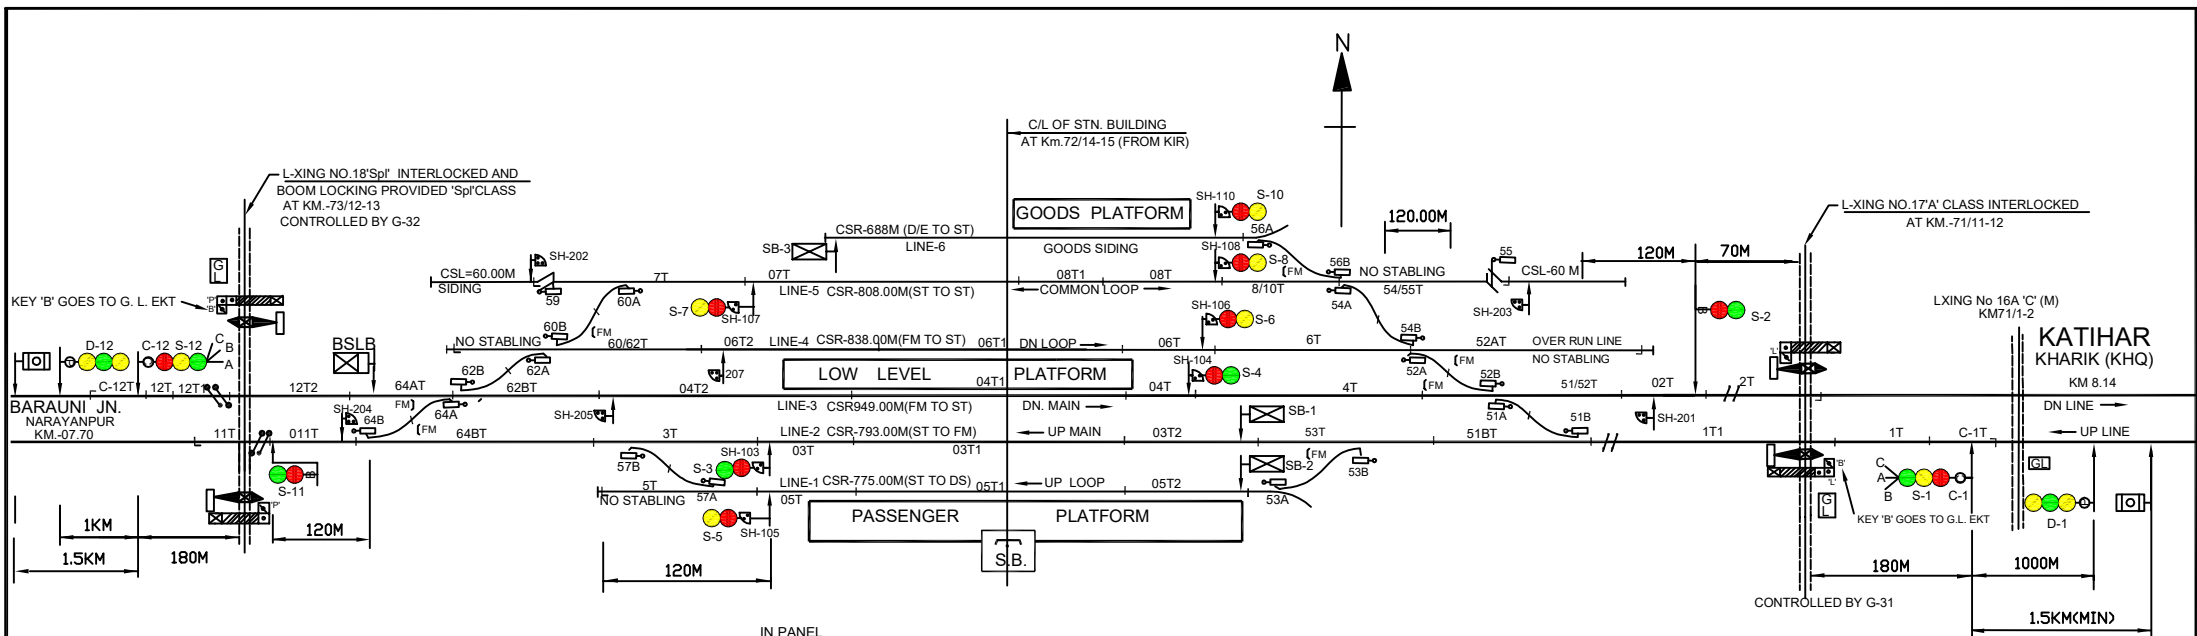 N
C/L OF STN. BUILDING
AT Km.72/14-15 (FROM KIR)
L-XING NO.18'Spl' INTERLOCKED AND
BOOM LOCKING PROVIDED 'Spl'CLASS
AT KM.-73/12-13
CONTROLLED BY G-32
L-XING NO.17'A' CLASS INTERLOCKED
AT KM.-71/11-12
GOODS PLATFORM
SH-110
S-10
120.00M
120M
70M
CSR-688M (D/E TO ST)
56A
SB-3
LINE-6
GOODS SIDING
SH-108
S-8
55
SH-202
GL
7T
07T
08T1
08T
(FM
56B
NO STABLING
CSL=60.00M
CSL-60 M
SIDING
59
60A
LINE-5
CSR-808.00M(ST TO ST)
COMMON LOOP
8/10T
54A
54/55T
KEY 'B' GOES TO G. L. EKT
'P'
'B'
S-7
SH-107
SH-106
S-6
SH-203
B
S-2
LXING No 16A 'C' (M)
KM71/1-2
60B
(FM
54B
KATIHAR
KHARIK (KHQ)
KM 8.14
D-12
C-12
S-12
C
B
A
BSLB
NO STABLING
60/62T
06T2
LINE-4
CSR-838.00M(FM TO ST)
06T1
DN LOOP
06T
6T
52AT
OVER RUN LINE
NO STABLING
'L'
62A
207
LOW LEVEL PLATFORM
SH-104
S-4
52A
(FM
C-12T
12T
12T1
12T2
64AT
62B
62BT
04T2
04T1
04T
4T
(FM
52B
51/52T
02T
2T
BARAUNI JN.
NARAYANPUR
KM.-07.70
SH-204
FM)
64A
SH-205
LINE-3
CSR949.00M(FM TO ST)
DN. MAIN
SB-1
51A
51B
SH-201
DN LINE
64B
(FM
11T
011T
64BT
3T
LINE-2
CSR-793.00M(ST TO FM)
UP MAIN
03T2
53T
51BT
1T1
1T
C-1T
UP LINE
03T
03T1
57B
S-3
SH-103
SB-2
(FM
53B
S-11
B
5T
57A
LINE-1
CSR-775.00M(ST TO DS)
UP LOOP
05T2
53A
NO STABLING
05T
05T1
'B'
'L'
C
A
B
S-1
C-1
GL
'P'
S-5
SH-105
PASSENGER PLATFORM
GL
KEY 'B' GOES TO G.L. EKT
D-1
1KM
120M
1.5KM
180M
120M
S.B.
180M
1000M
CONTROLLED BY G-31
1.5KM(MIN)
IN PANEL